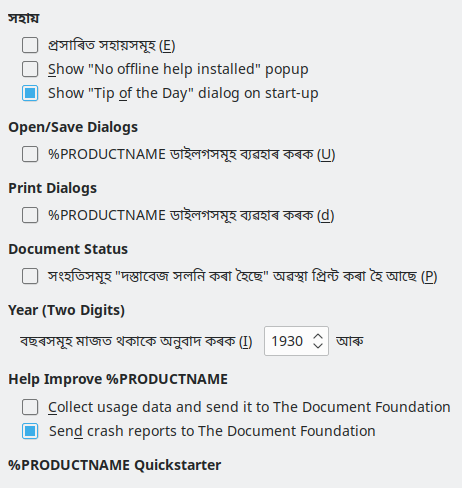 সহায়
প্ৰসাৰিত সহায়সমূহ (E)
Show "No offline help installed" popup
Show "Tip of the Day" dialog on start-up
Open/Save Dialogs
%PRODUCTNAME ডাইলগসমূহ ব্যৱহাৰ কৰক (U)
Print Dialogs
%PRODUCTNAME ডাইলগসমূহ ব্যৱহাৰ কৰক (d)
Document Status
সংহতিসমূহ "দস্তাবেজ সলনি কৰা হৈছে" অৱস্থা প্ৰিন্ট কৰা হৈ আছে (P)
Year (Two Digits)
বছৰসমূহ মাজত থকাকে অনুবাদ কৰক (I) 1930 আৰু
Help Improve %PRODUCTNAME
Collect usage data and send it to The Document Foundation
Send crash reports to The Document Foundation
%PRODUCTNAME Quickstarter